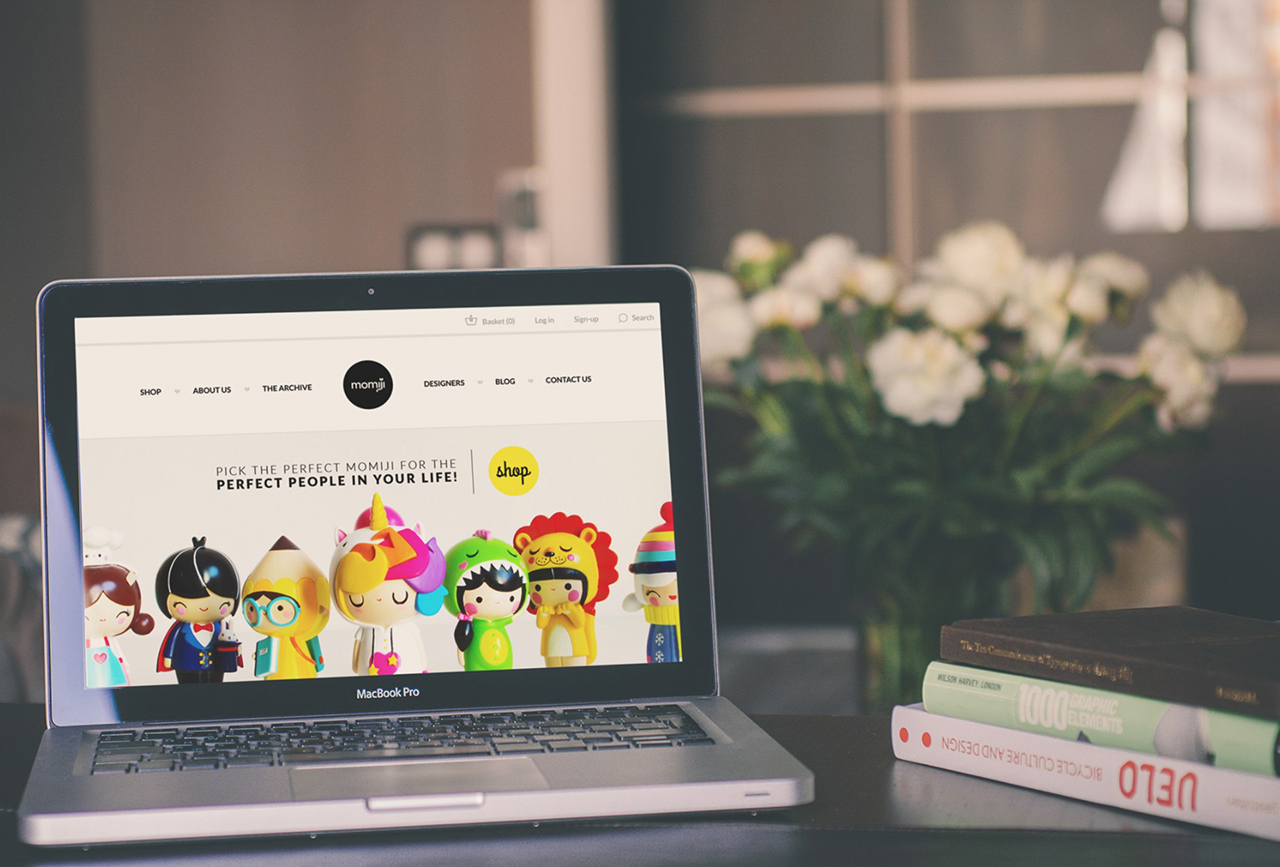 Basket (0) Log in Sign-up Search
SHOP ABOUT US THE ARCHIVE momiji DESIGNERS BLOG CONTACT US
PICK THE PERFECT MOMIJI FOR THE
PERFECT PEOPLE IN YOUR LIFE!
shop
MacBook Pro
The Ten Commandments of Typography
WILSON HARVEY: LONDON
1000 GRAPHIC
ELEMENTS
VELO
BICYCLE CULTURE AND DESIGN